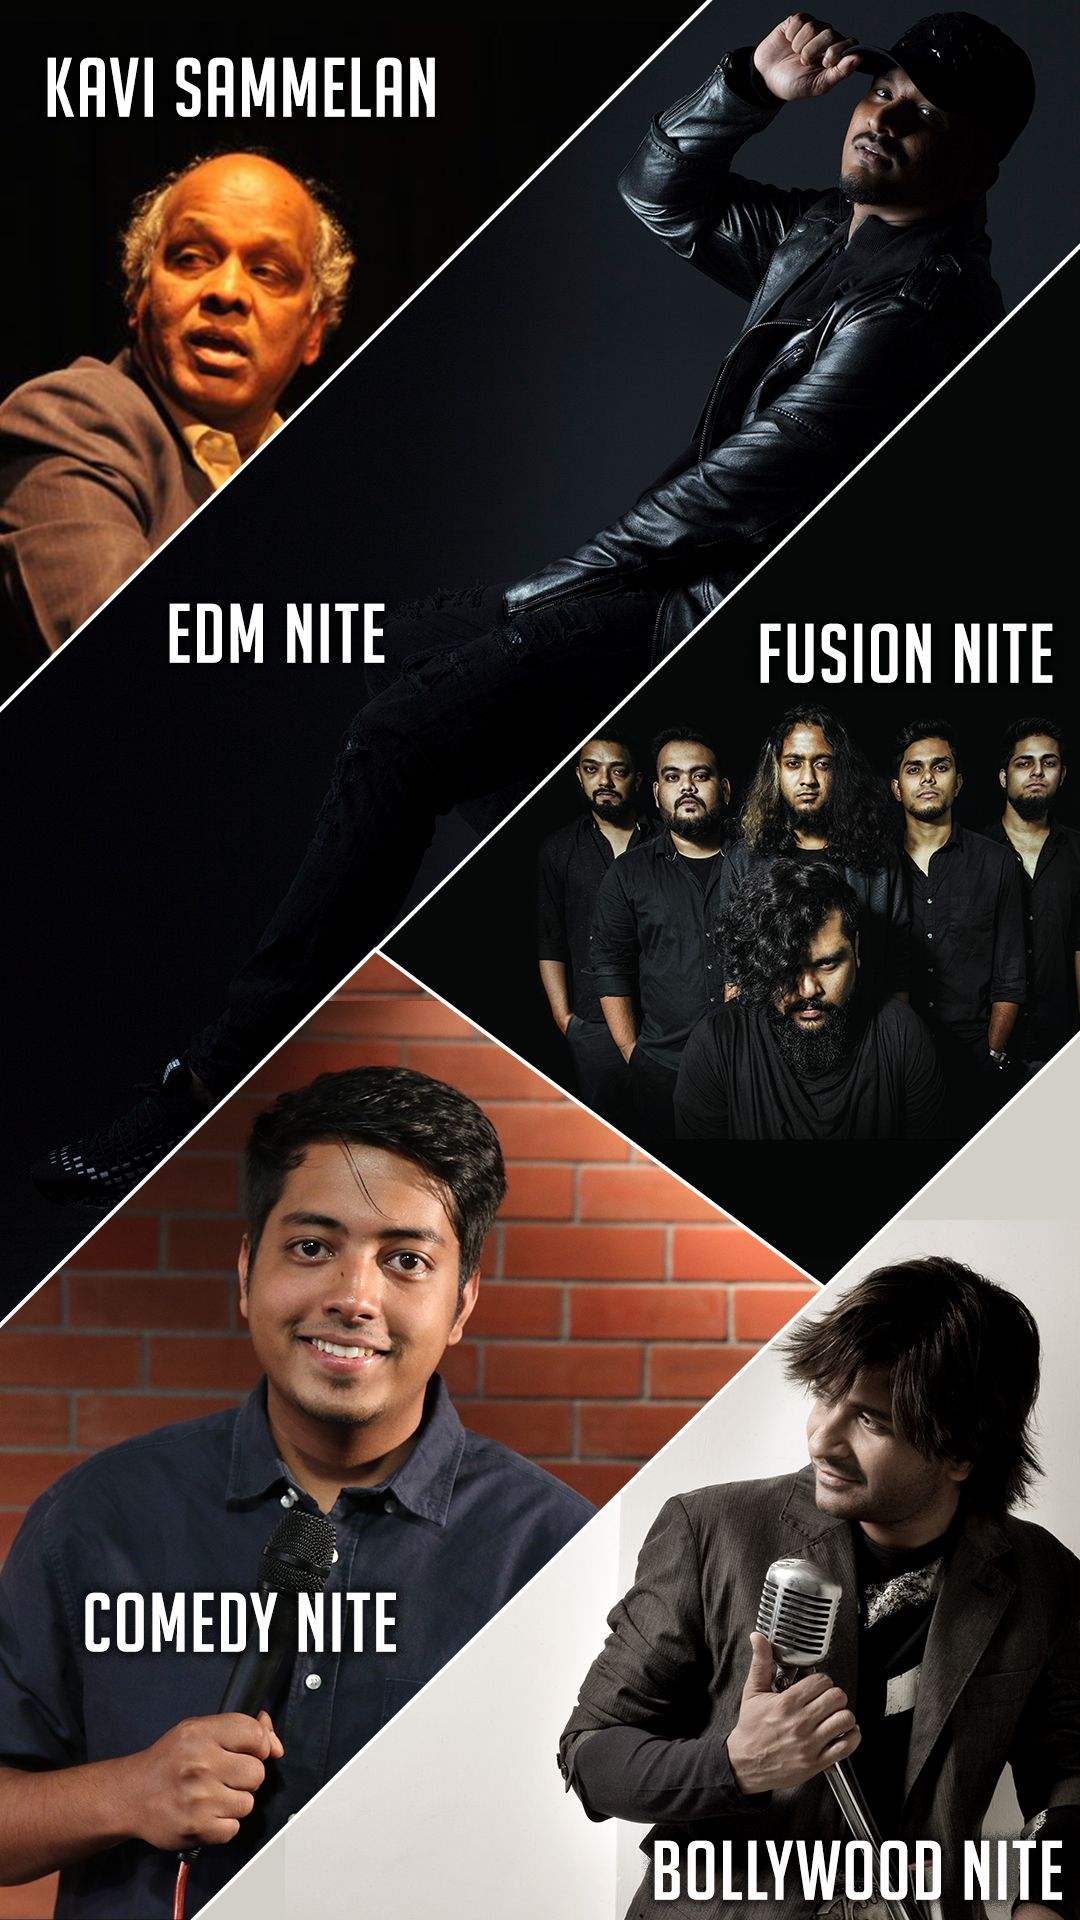 KAVI SAMMELAN
EDM NITE
FUSION NITE
COMEDY NITE
BOLLYWOOD NITE